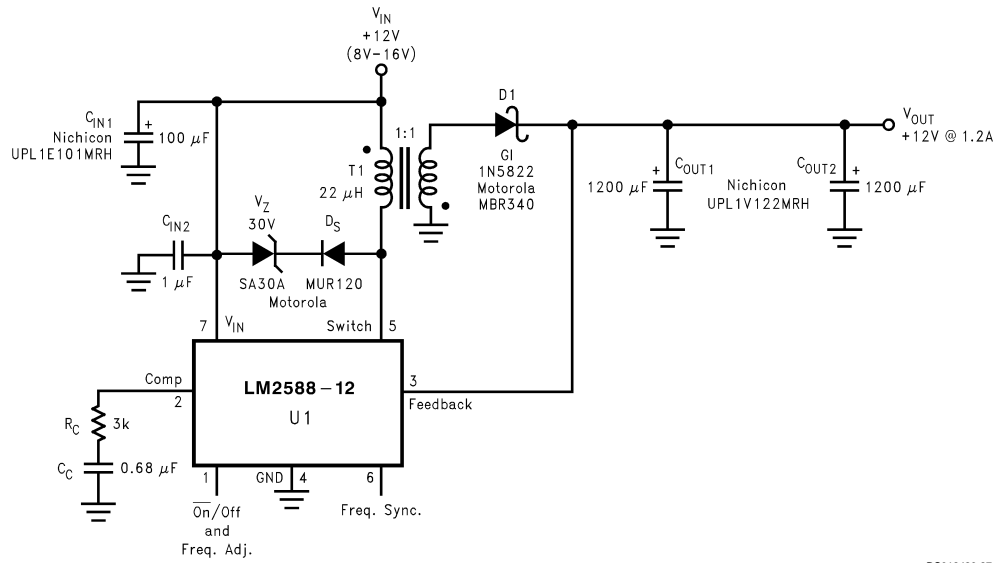 V_IN
+12V
(8V-16V)
C_IN1
Nichicon
UPL1E101MRH
+
100 μF
1:1
T1
22 μH
D1
GI
1N5822
Motorola
MBR340
V_OUT
+12V @ 1.2A
+
C_OUT1
1200 μF
Nichicon
UPL1V122MRH
C_OUT2
+
1200 μF
C_IN2
1 μF
V_Z
30V
D_S
SA30A
MUR120
Motorola
7
V_IN
Switch
5
Comp
2
LM2588-12
U1
3
Feedback
R_C
3k
C_C
0.68 μF
1
GND
4
6
On/Off
and
Freq. Adj.
Freq. Sync.